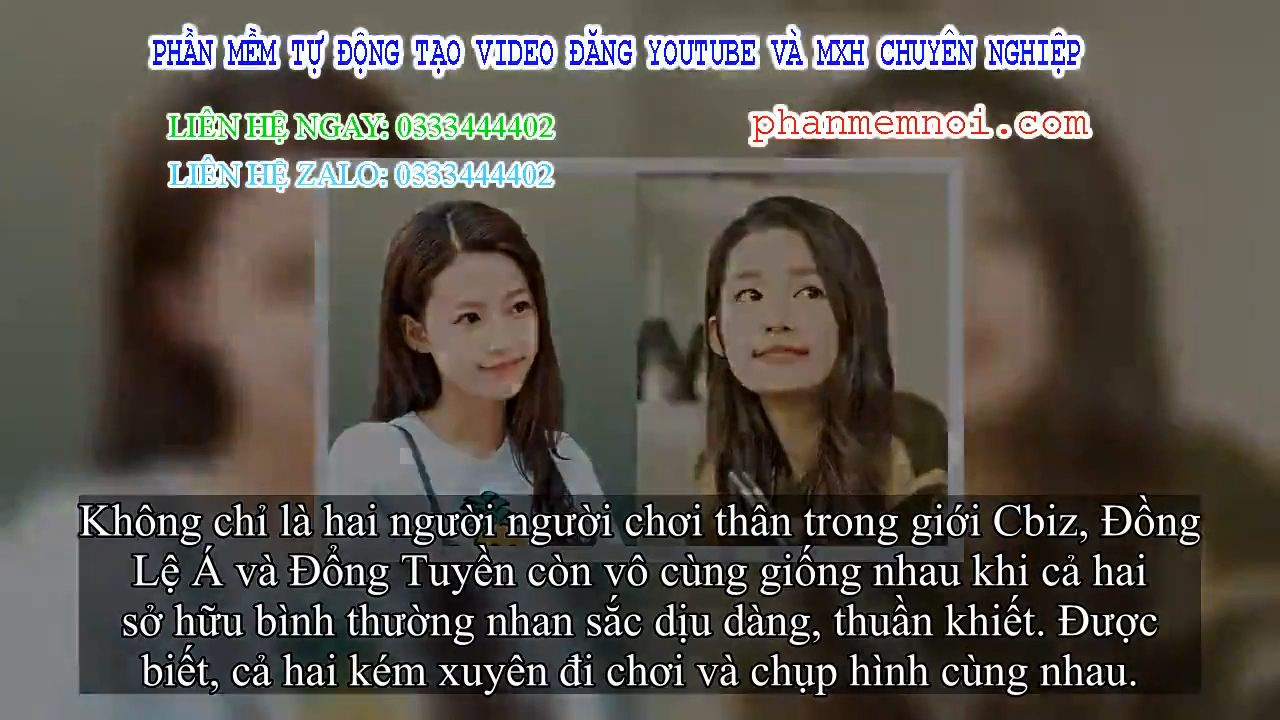 PHẦN MỀM TỰ ĐỘNG TẠO VIDEO ĐĂNG YOUTUBE VÀ MXH CHUYÊN NGHIỆP
LIÊN HỆ NGAY: 0333444402
phanmemnoi.com
LIÊN HỆ ZALO: 0333444402
Không chỉ là hai người người chơi thân trong giới Cbiz, Đồng
Lệ Á và Đổng Tuyền còn vô cùng giống nhau khi cả hai
sở hữu bình thường nhan sắc dịu dàng, thuần khiết. Được
biết, cả hai kém xuyên đi chơi và chụp hình cùng nhau.